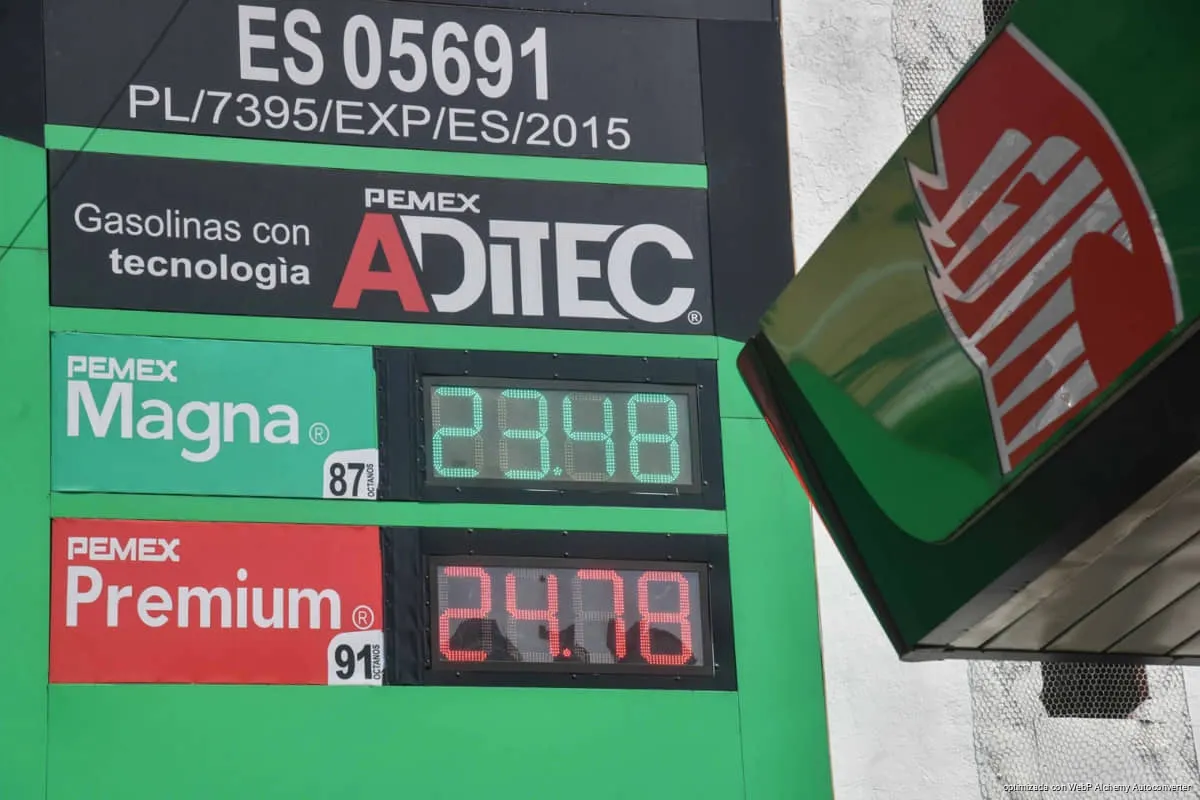 ES 05691
PL/7395/EXP/ES/2015
Gasolinas con
tecnologìa
PEMEX
ADITEC®
PEMEX
Magna®
87 OCTANOS
23.48
PEMEX
Premium®
91 OCTANOS
24.78
optimizada con WebP Alchemy Autoconverter